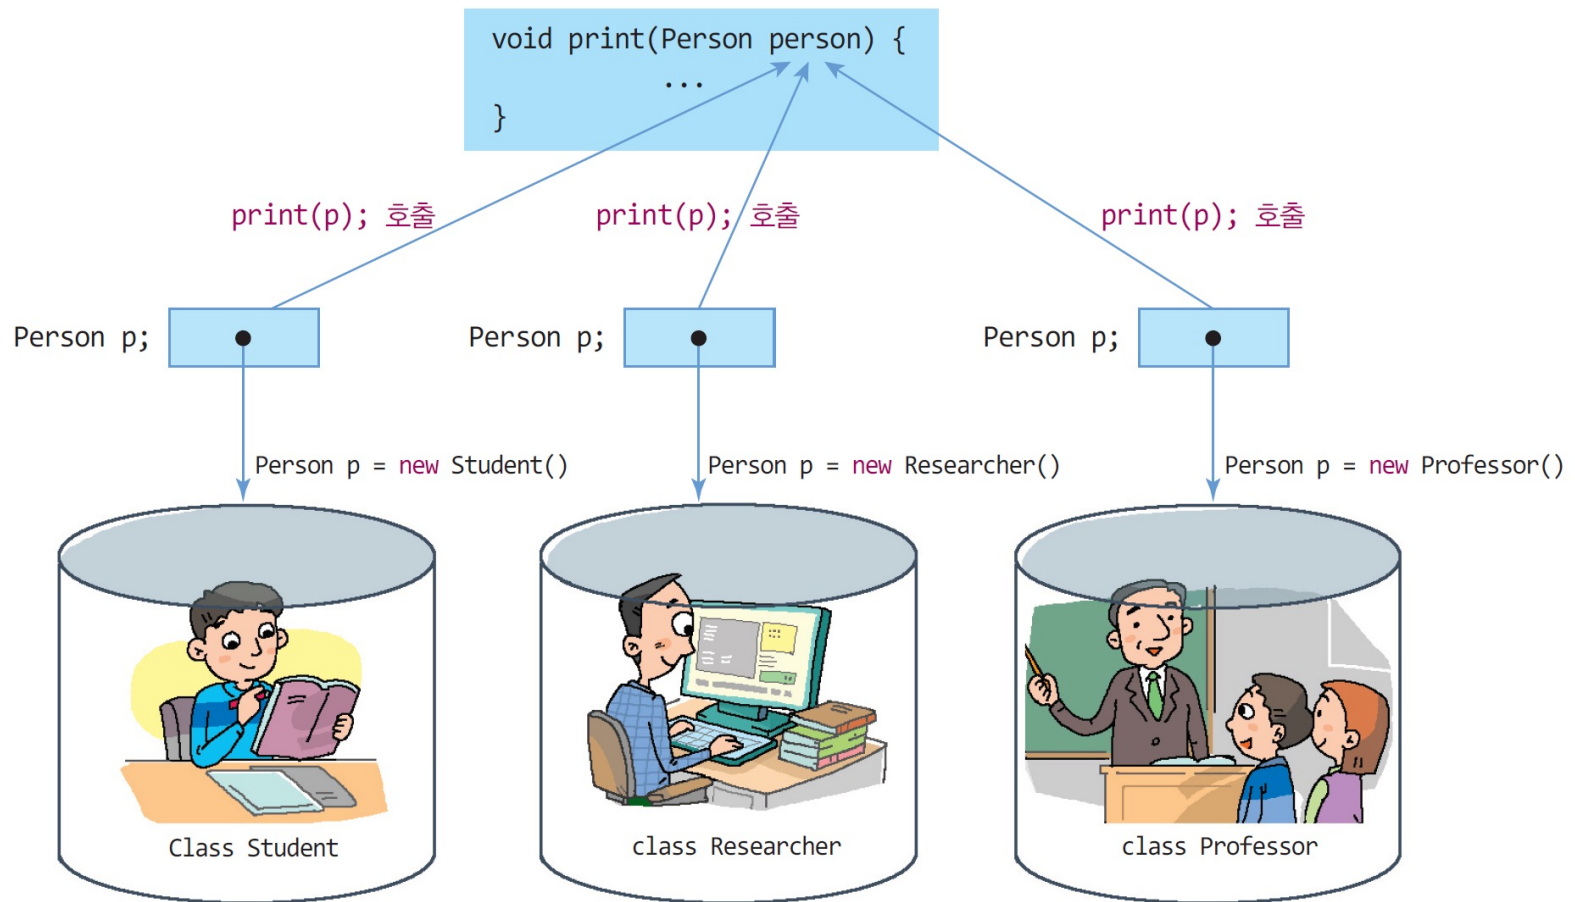 void print(Person person) {
...
}
print(p); 호출
print(p); 호출
print(p); 호출
Person p;
Person p;
Person p;
Person p = new Student()
Person p = new Researcher()
Person p = new Professor()
Class Student
class Researcher
class Professor